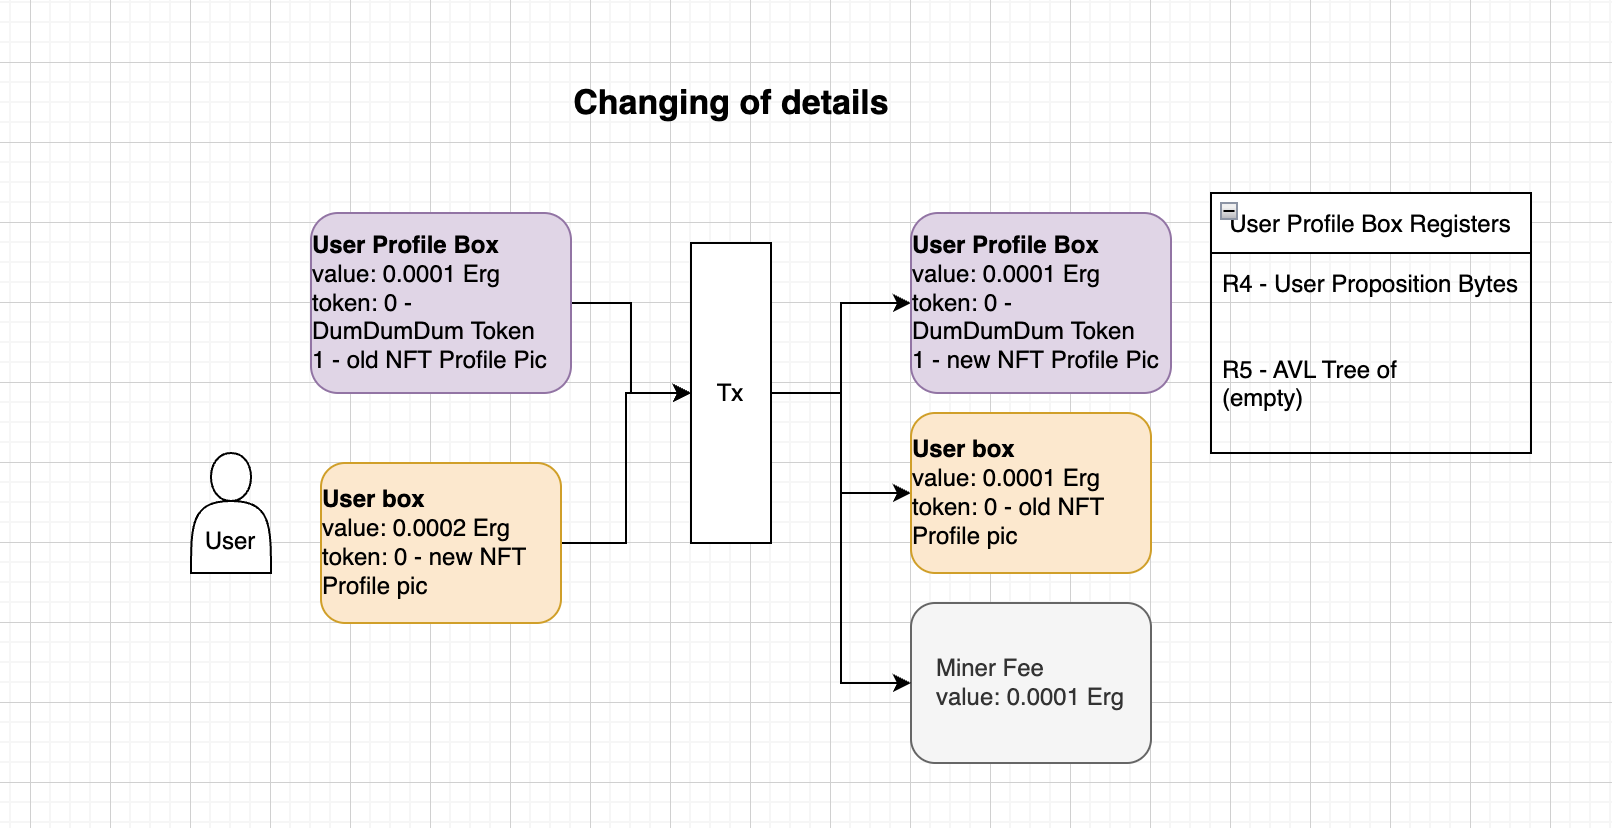 Changing of details
User Profile Box
value: 0.0001 Erg
token: 0 -
DumDumDum Token
1 - old NFT Profile Pic
User
User box
value: 0.0002 Erg
token: 0 - new NFT
Profile pic
Tx
User Profile Box
value: 0.0001 Erg
token: 0 -
DumDumDum Token
1 - new NFT Profile Pic
User box
value: 0.0001 Erg
token: 0 - old NFT
Profile pic
Miner Fee
value: 0.0001 Erg
User Profile Box Registers
R4 - User Proposition Bytes
R5 - AVL Tree of
(empty)